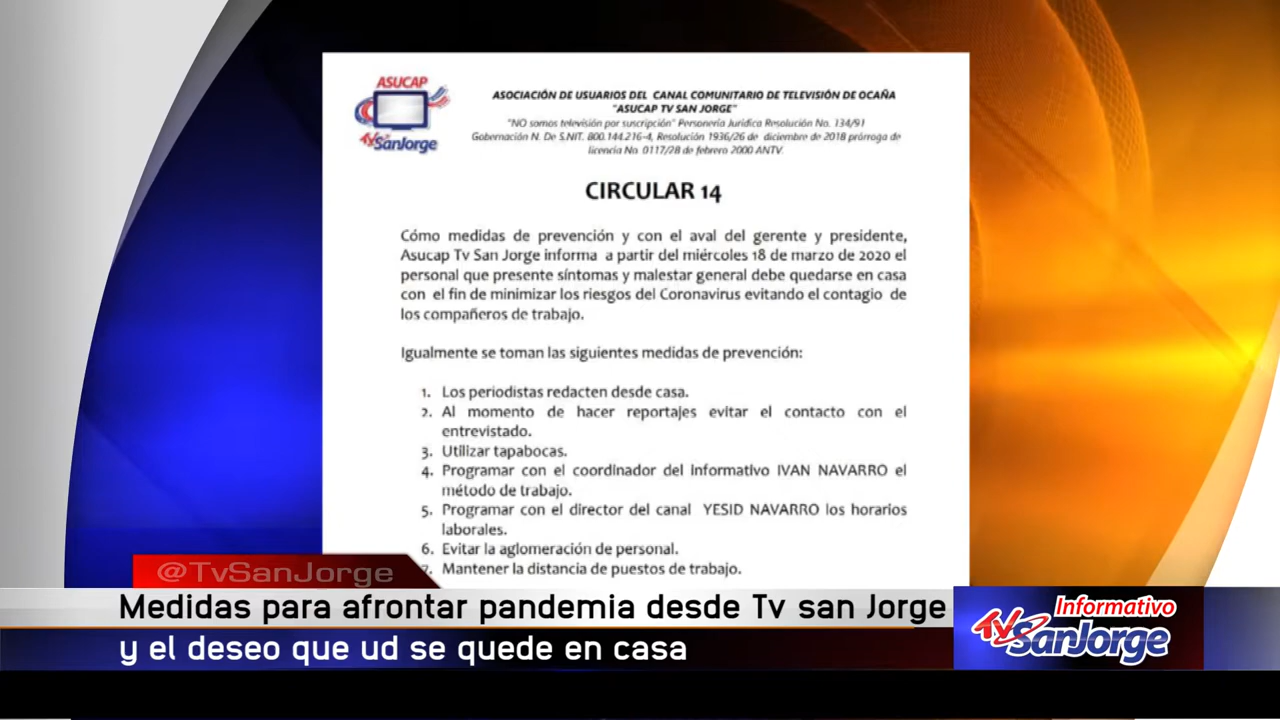 ASUCAP
Tv SanJorge
ASOCIACIÓN DE USUARIOS DEL CANAL COMUNITARIO DE TELEVISIÓN DE OCAÑA
"ASUCAP TV SAN JORGE"
"NO somos televisión por suscripción" Personería Jurídica Resolución No. 134/91
Gobernación N. De S.NIT. 800.144.216-4, Resolución 1936/26 de diciembre de 2018 prórroga de
licencia No. 0117/28 de febrero 2000 ANTV.
CIRCULAR 14
Cómo medidas de prevención y con el aval del gerente y presidente,
Asucap Tv San Jorge informa a partir del miércoles 18 de marzo de 2020 el
personal que presente síntomas y malestar general debe quedarse en casa
con el fin de minimizar los riesgos del Coronavirus evitando el contagio de
los compañeros de trabajo.
Igualmente se toman las siguientes medidas de prevención:
1. Los periodistas redacten desde casa.
2. Al momento de hacer reportajes evitar el contacto con el
entrevistado.
3. Utilizar tapabocas.
4. Programar con el coordinador del informativo IVAN NAVARRO el
método de trabajo.
5. Programar con el director del canal YESID NAVARRO los horarios
laborales.
6. Evitar la aglomeración de personal.
7. Mantener la distancia de puestos de trabajo.
@TvSanJorge
Medidas para afrontar pandemia desde Tv san Jorge
y el deseo que ud se quede en casa
Informativo
Tv SanJorge